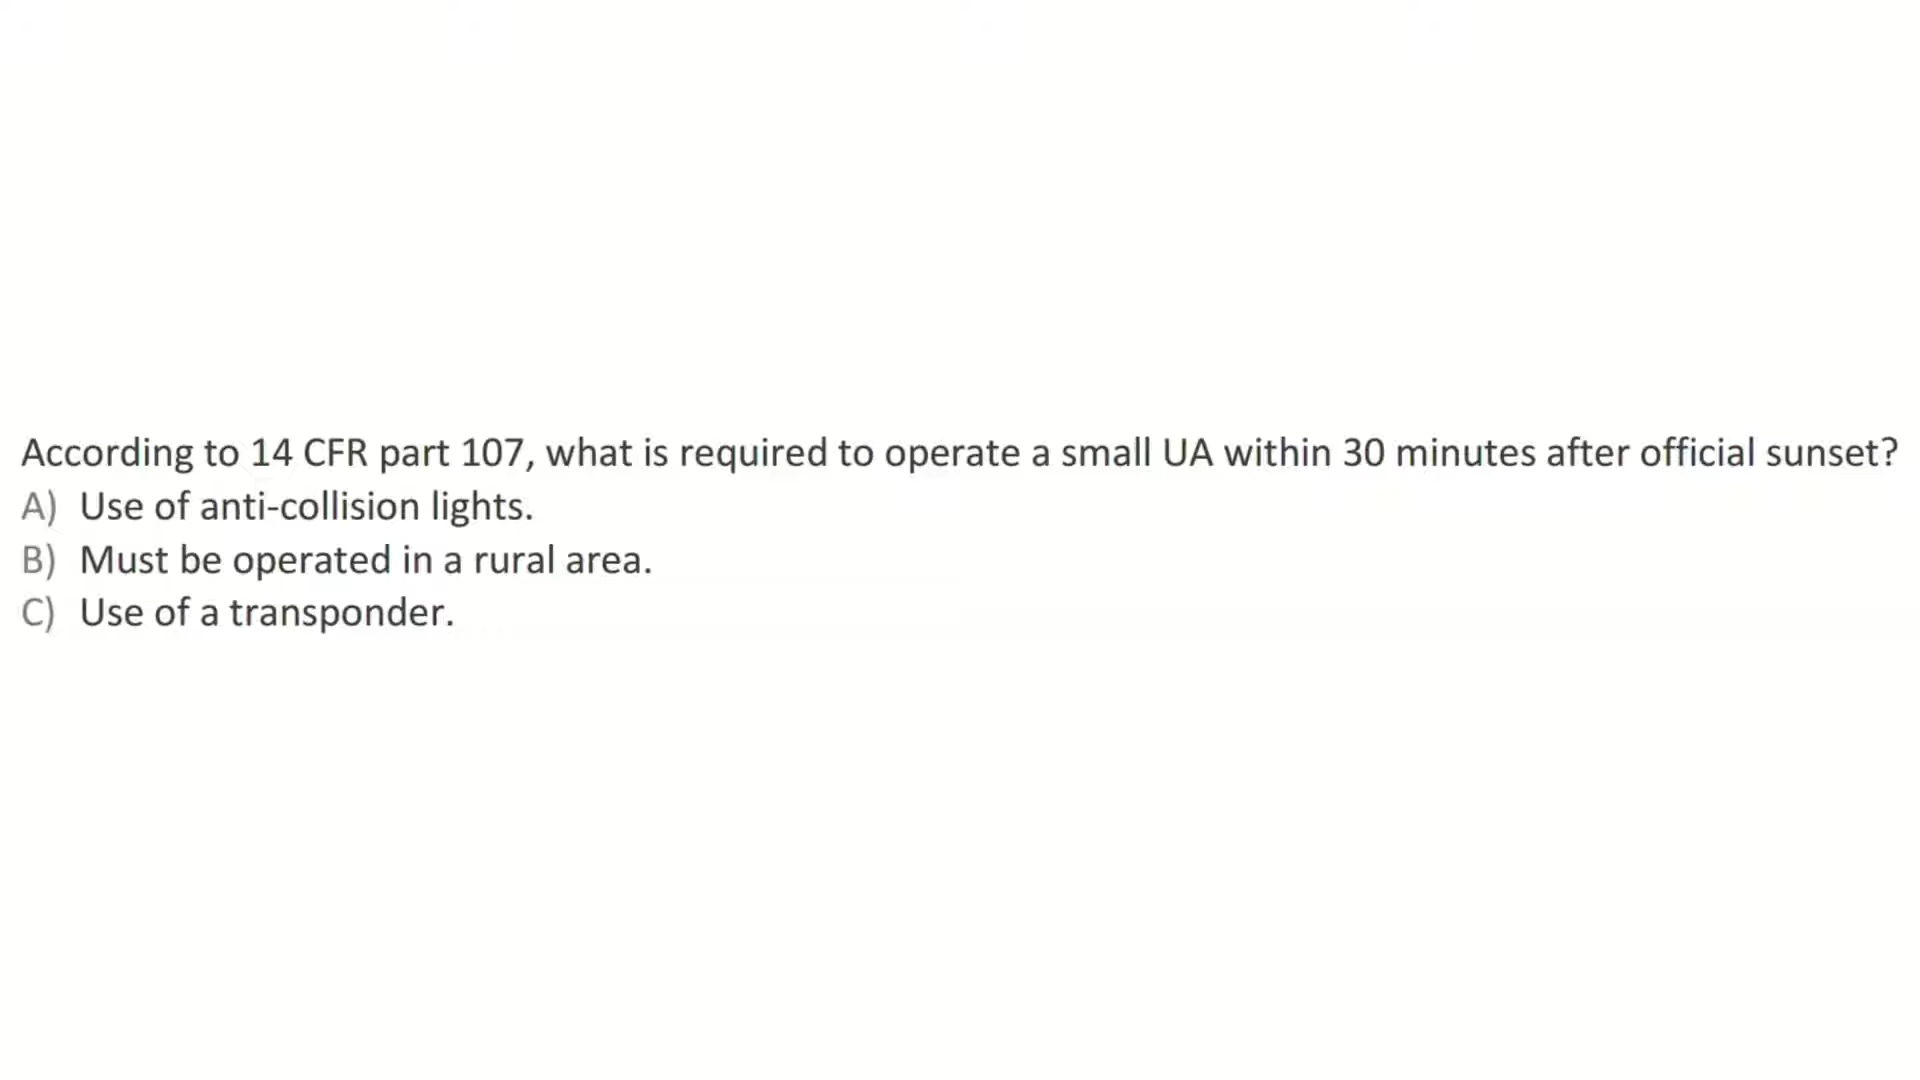 According to 14 CFR part 107, what is required to operate a small UA within 30 minutes after official sunset?
A) Use of anti-collision lights.
B) Must be operated in a rural area.
C) Use of a transponder.